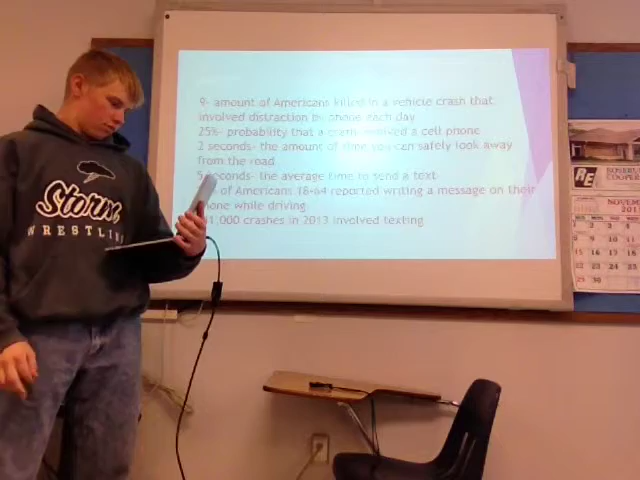 9- amount of Americans killed in a vehicle crash that
involved distraction by phone each day
25%- probability that a crash involved a cell phone
2 seconds- the amount of time you can safely look away
from the road
5 seconds- the average time to send a text
of Americans 18-64 reported writing a message on their
phone while driving
1,000 crashes in 2013 involved texting
Storm
WRESTLING
RE
NOVEM